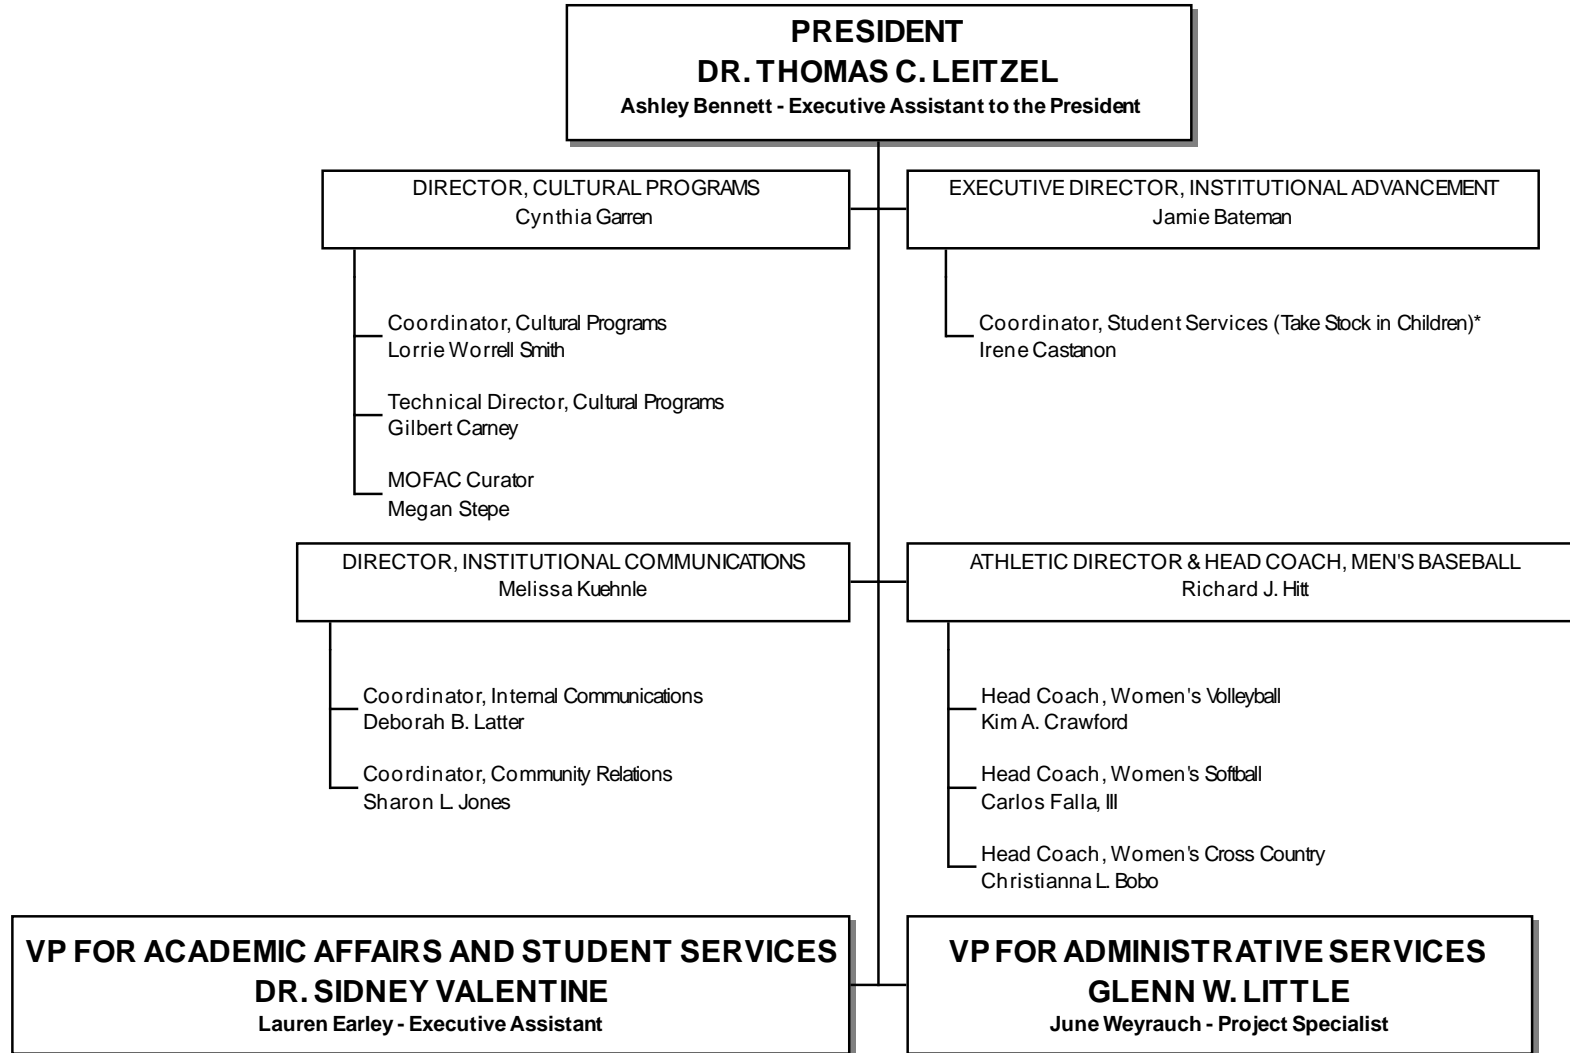 PRESIDENT
DR. THOMAS C. LEITZEL
Ashley Bennett - Executive Assistant to the President
DIRECTOR, CULTURAL PROGRAMS
Cynthia Garren
Coordinator, Cultural Programs
Lorrie Worrell Smith
Technical Director, Cultural Programs
Gilbert Carney
MOFAC Curator
Megan Stepe
EXECUTIVE DIRECTOR, INSTITUTIONAL ADVANCEMENT
Jamie Bateman
Coordinator, Student Services (Take Stock in Children)*
Irene Castanon
DIRECTOR, INSTITUTIONAL COMMUNICATIONS
Melissa Kuehnle
Coordinator, Internal Communications
Deborah B. Latter
Coordinator, Community Relations
Sharon L. Jones
ATHLETIC DIRECTOR & HEAD COACH, MEN'S BASEBALL
Richard J. Hitt
Head Coach, Women's Volleyball
Kim A. Crawford
Head Coach, Women's Softball
Carlos Falla, III
Head Coach, Women's Cross Country
Christianna L. Bobo
VP FOR ACADEMIC AFFAIRS AND STUDENT SERVICES
DR. SIDNEY VALENTINE
Lauren Earley - Executive Assistant
VP FOR ADMINISTRATIVE SERVICES
GLENN W. LITTLE
June Weyrauch - Project Specialist